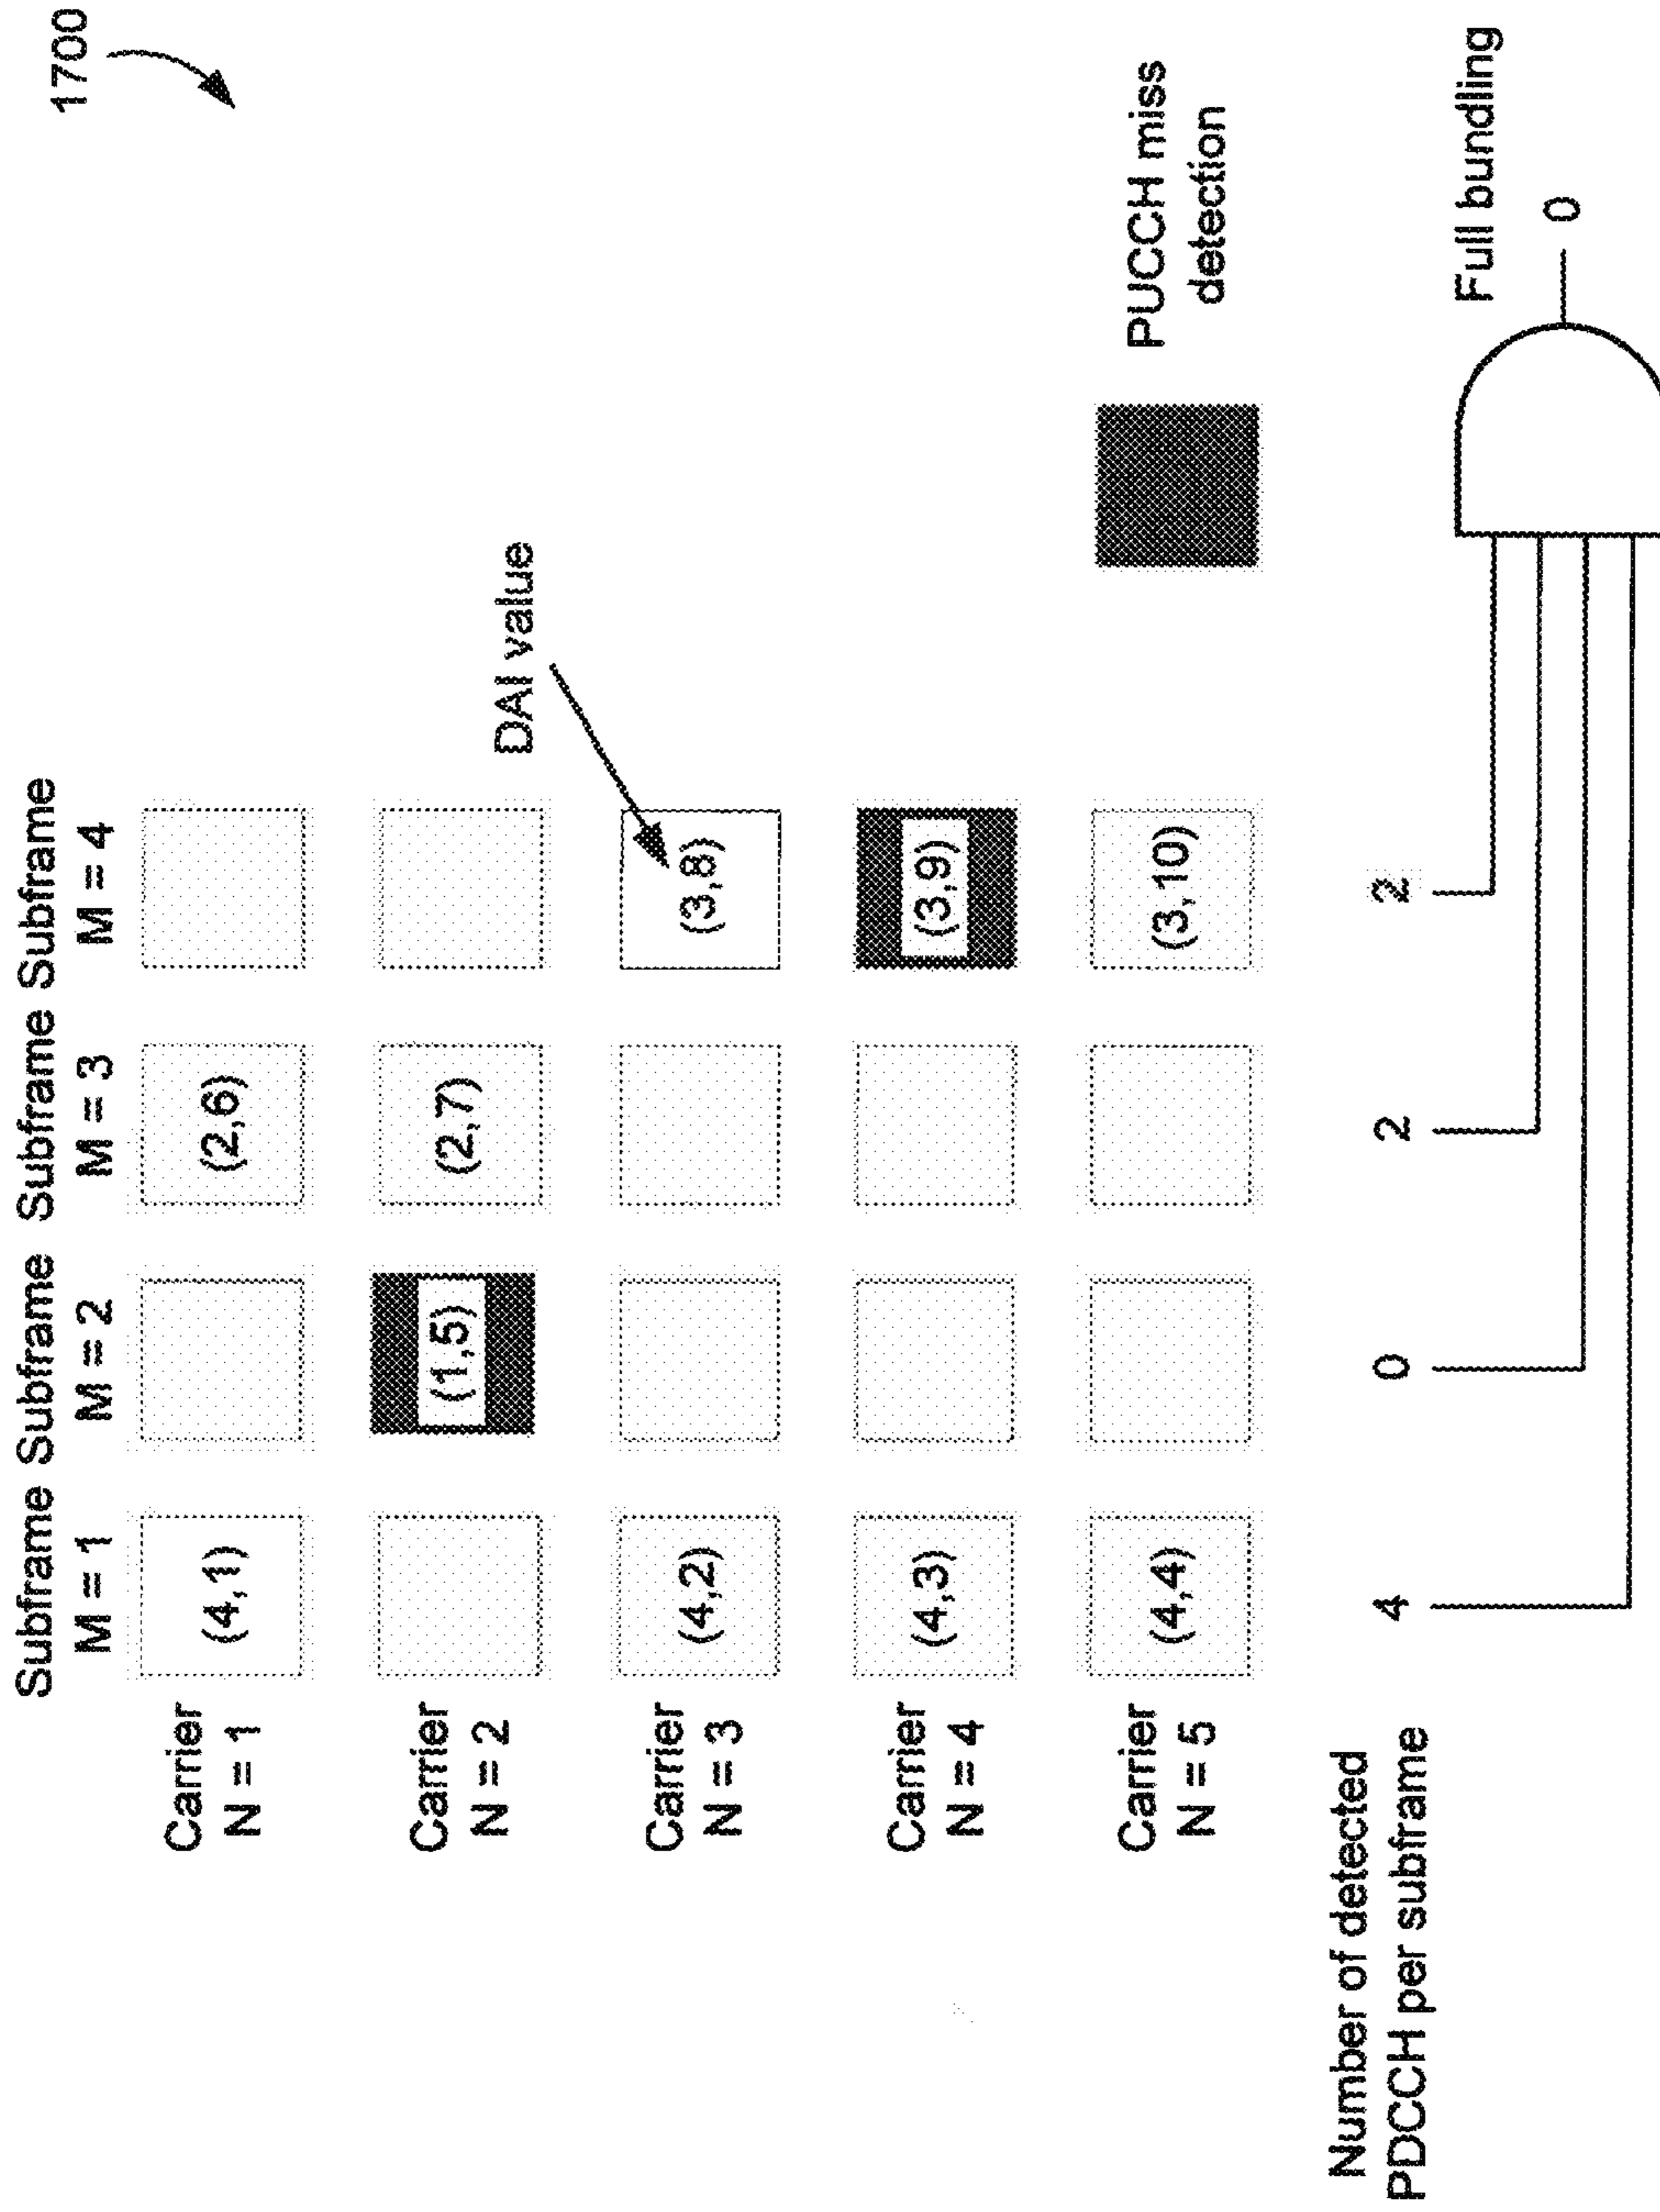 1700
Subframe Subframe Subframe Subframe
M = 1 M = 2 M = 3 M = 4
Carrier
N = 1
(4,1)
(2,6)
Carrier
N = 2
(1,5)
(2,7)
DAI value
Carrier
N = 3
(4,2)
(3,8)
Carrier
N = 4
(4,3)
(3,9)
Carrier
N = 5
(4,4)
(3,10)
PUCCH miss
detection
Number of detected
PDCCH per subframe
4 0 2 2
Full bundling
0